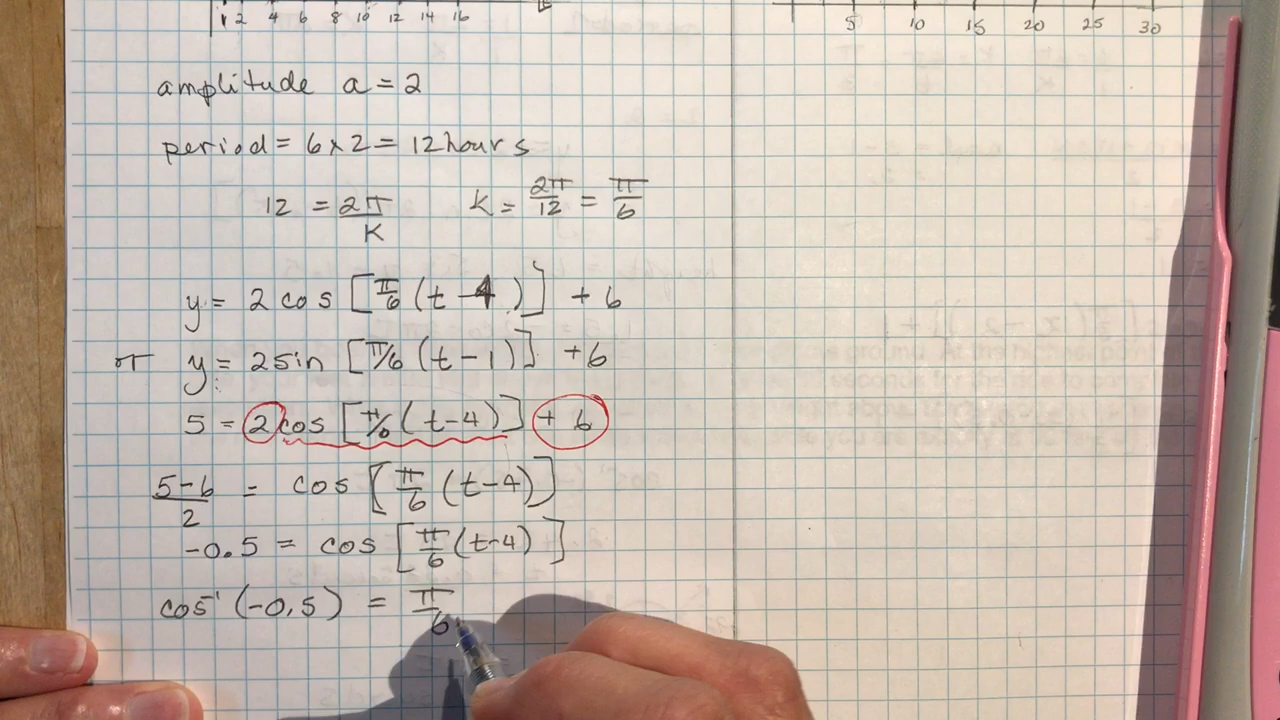 2 4 6 8 10 12 14 16
5 10 15 20 25 30
amplitude a = 2
period = 6 x 2 = 12 hours
12 = 2π/K K = 2π/12 = π/6
y = 2 cos [π/6 (t - 4)] + 6
or y = 2 sin [π/6 (t - 1)] + 6
5 = 2 cos [π/6 (t - 4)] + 6
5-6/2 = cos [π/6 (t-4)]
-0.5 = cos [π/6 (t-4)]
cos⁻¹ (-0.5) = π/6